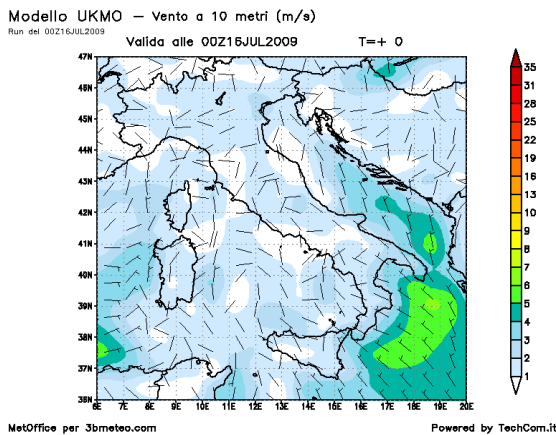 Modello UKMO – Vento a 10 metri (m/s)
Run del 00Z16JUL2009
Valida alle 00Z16JUL2009 T=+ 0
47N
46N
45N
44N
43N
42N
41N
40N
39N
38N
37N
36N
6E 7E 8E 9E 10E 11E 12E 13E 14E 15E 16E 17E 18E 19E 20E
35
31
28
25
22
19
16
13
10
9
8
7
6
5
4
3
2
1
MetOffice per 3bmeteo.com
Powered by TechCom.it